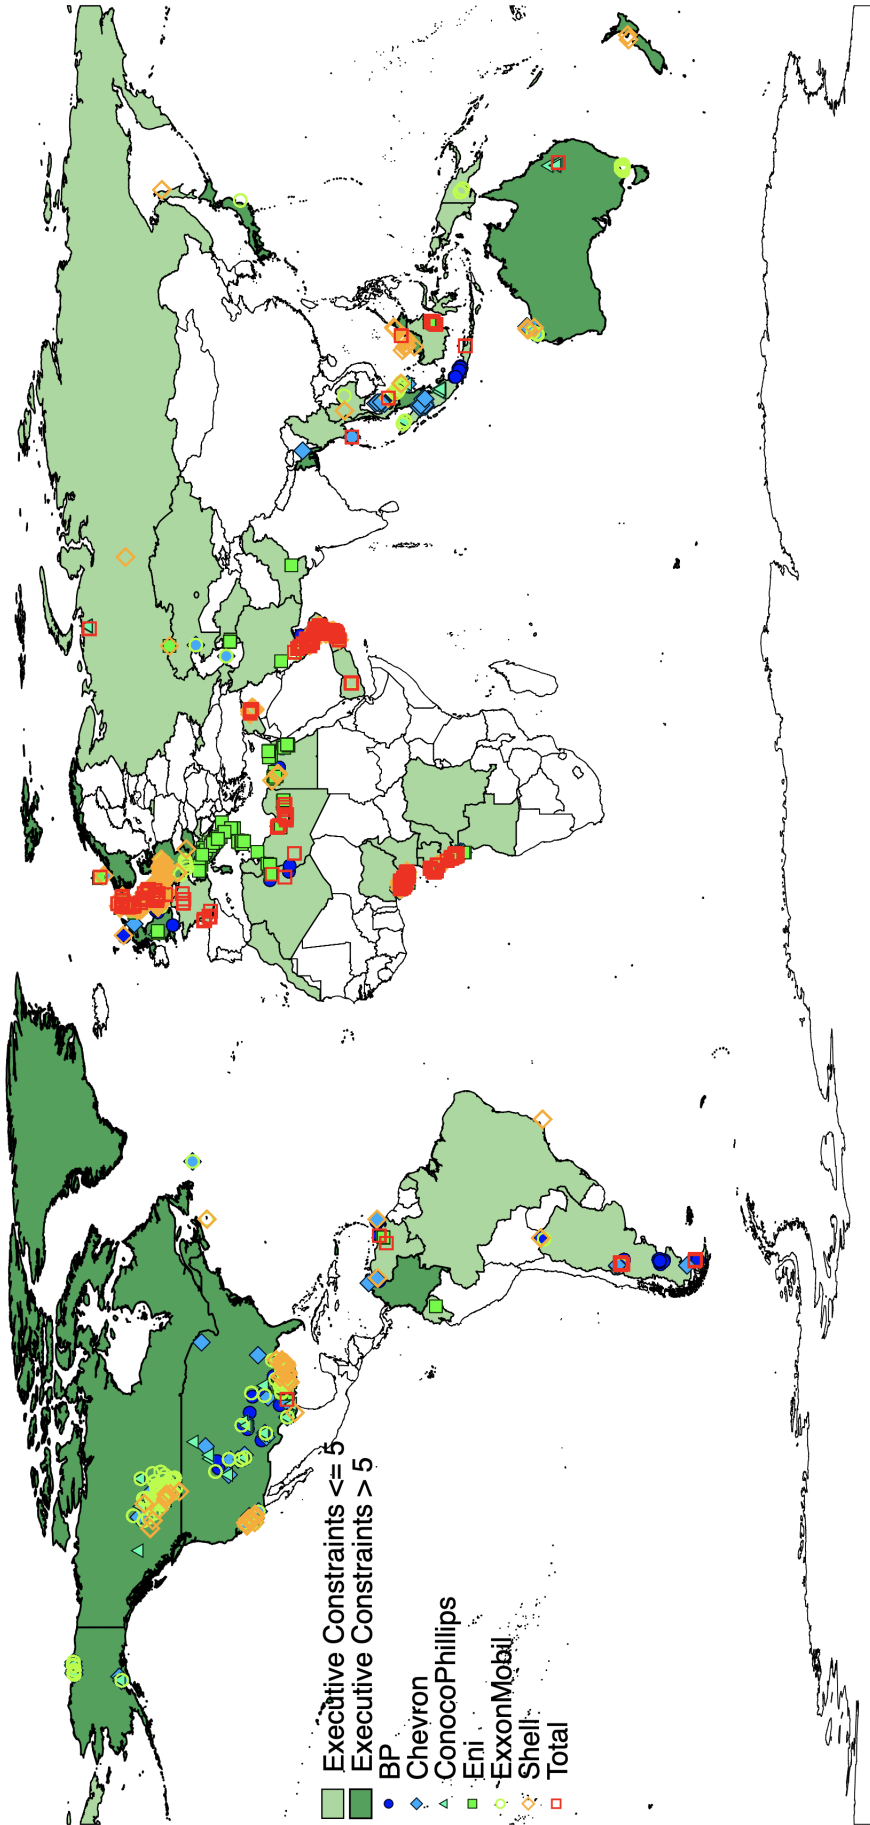 Executive Constraints <= 5
Executive Constraints > 5
BP
Chevron
ConocoPhillips
Eni
ExxonMobil
Shell
Total